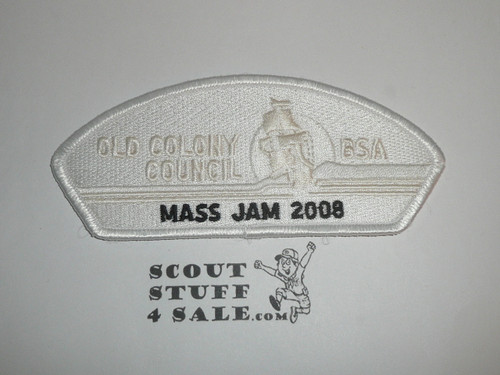 OLD COLONY BSA
COUNCIL
MASS JAM 2008
SCOUT
STUFF
4 SALE.COM